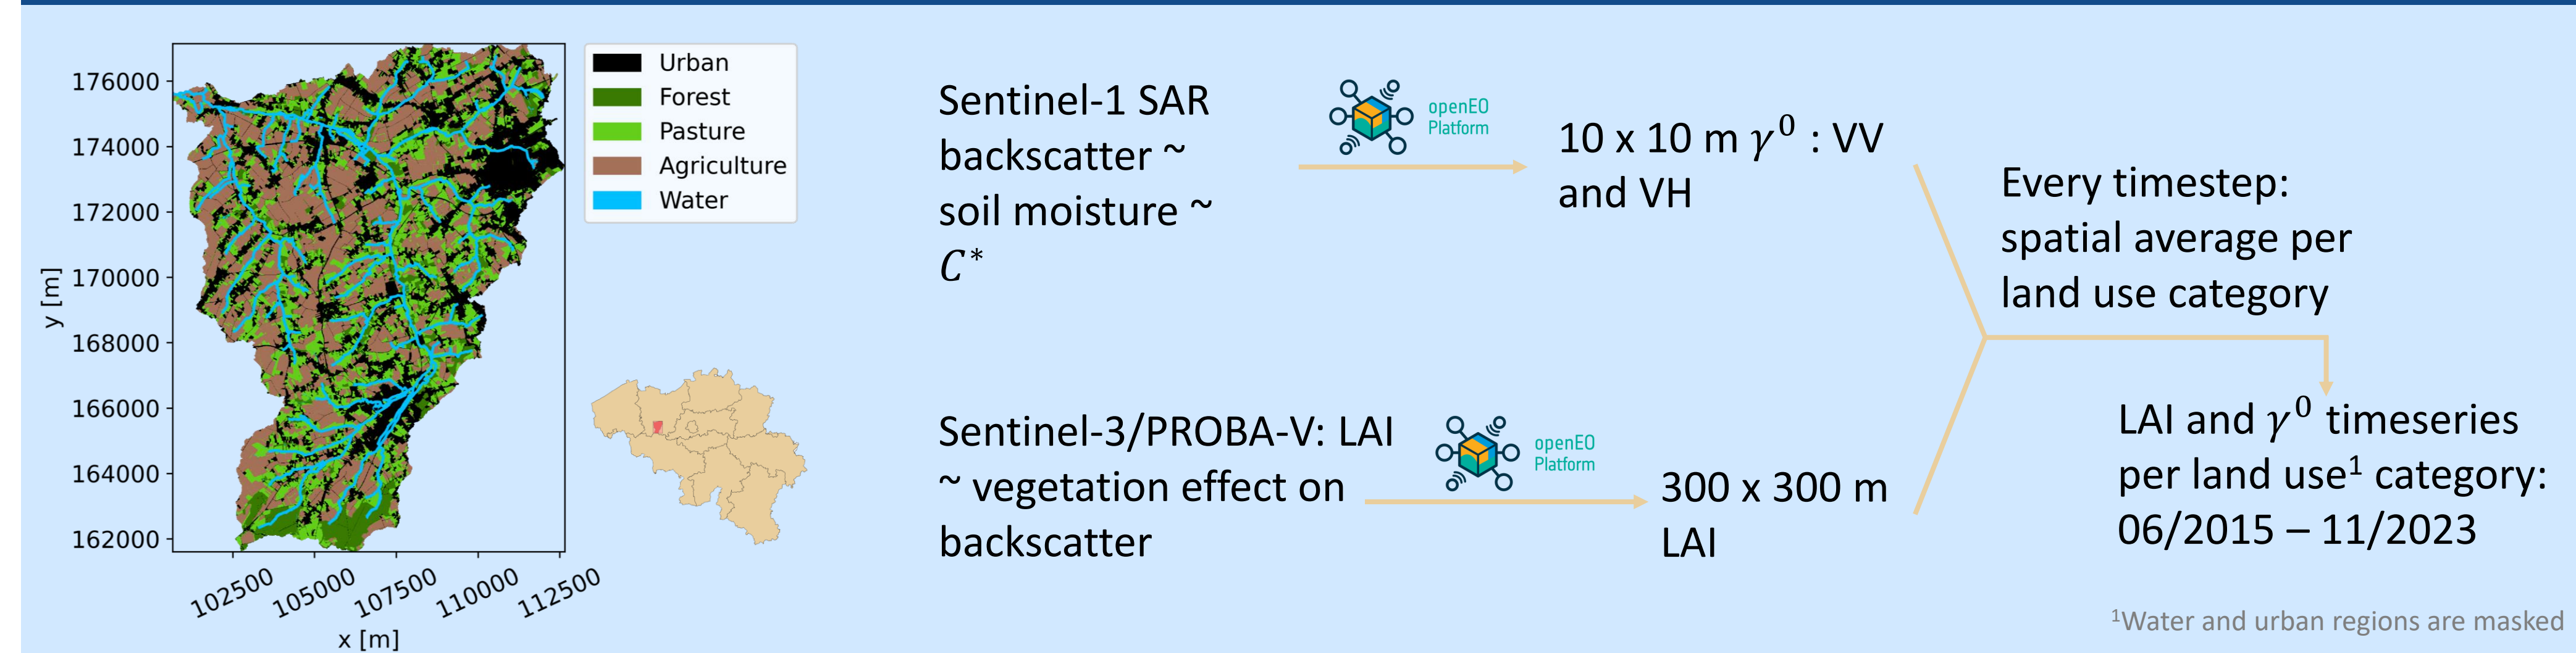 176000
174000
172000
170000
168000
166000
164000
162000
y [m]
102500
105000
107500
110000
112500
x [m]
Urban
Forest
Pasture
Agriculture
Water
Sentinel-1 SAR
backscatter ~
soil moisture ~
C*
openEO
Platform
10 x 10 m γ⁰ : VV
and VH
Sentinel-3/PROBA-V: LAI
~ vegetation effect on
backscatter
openEO
Platform
300 x 300 m
LAI
Every timestep:
spatial average per
land use category
LAI and γ⁰ timeseries
per land use¹ category:
06/2015 – 11/2023
¹Water and urban regions are masked